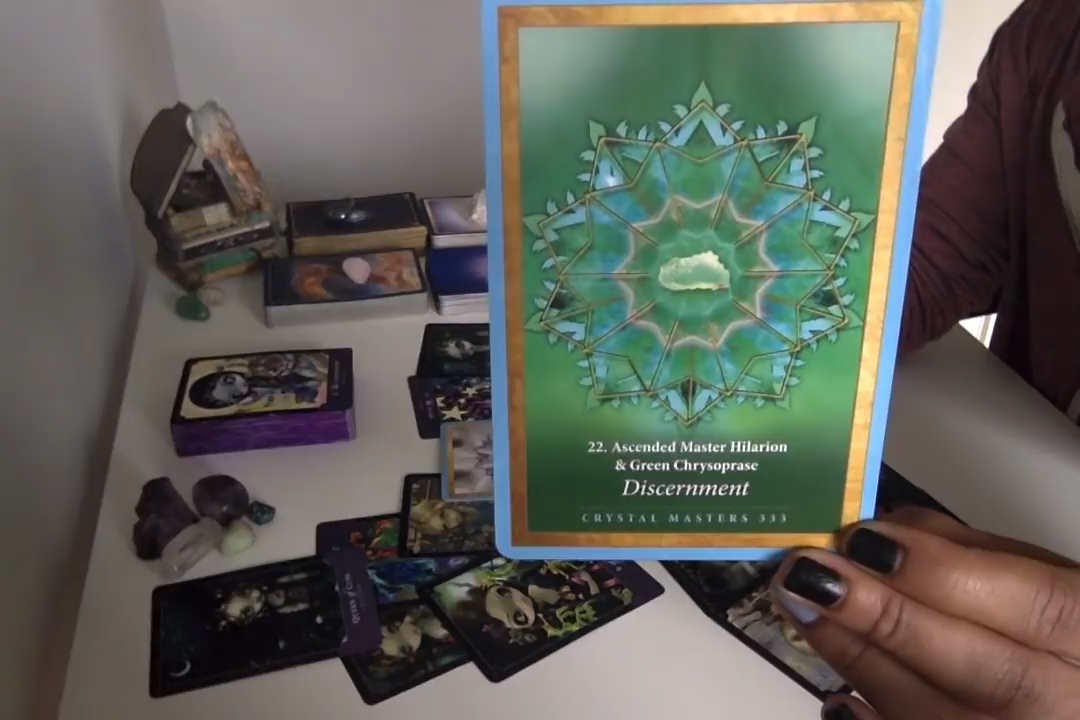 22. Ascended Master Hilarion
& Green Chrysoprase
Discernment
CRYSTAL MASTERS 333